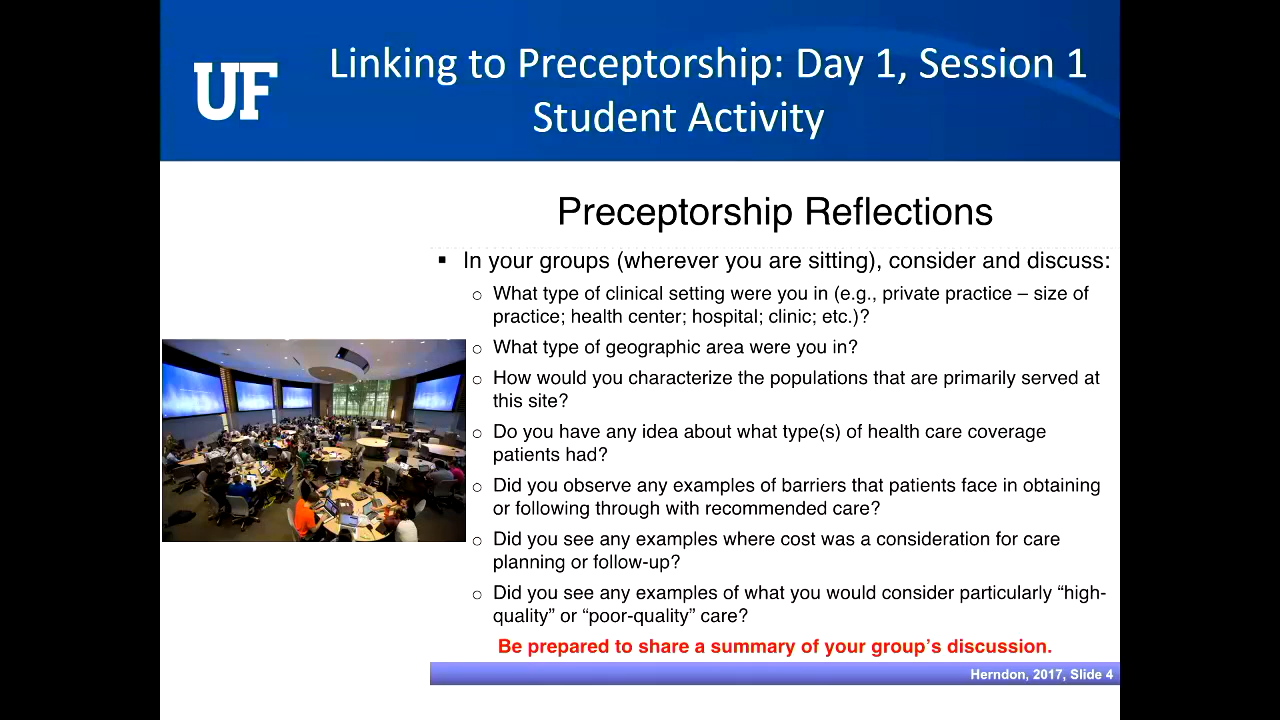 UF
Linking to Preceptorship: Day 1, Session 1
Student Activity
Preceptorship Reflections
▪ In your groups (wherever you are sitting), consider and discuss:
○ What type of clinical setting were you in (e.g., private practice – size of
practice; health center; hospital; clinic; etc.)?
○ What type of geographic area were you in?
○ How would you characterize the populations that are primarily served at
this site?
○ Do you have any idea about what type(s) of health care coverage
patients had?
○ Did you observe any examples of barriers that patients face in obtaining
or following through with recommended care?
○ Did you see any examples where cost was a consideration for care
planning or follow-up?
○ Did you see any examples of what you would consider particularly “high-
quality” or “poor-quality” care?
Be prepared to share a summary of your group’s discussion.
Herndon, 2017, Slide 4